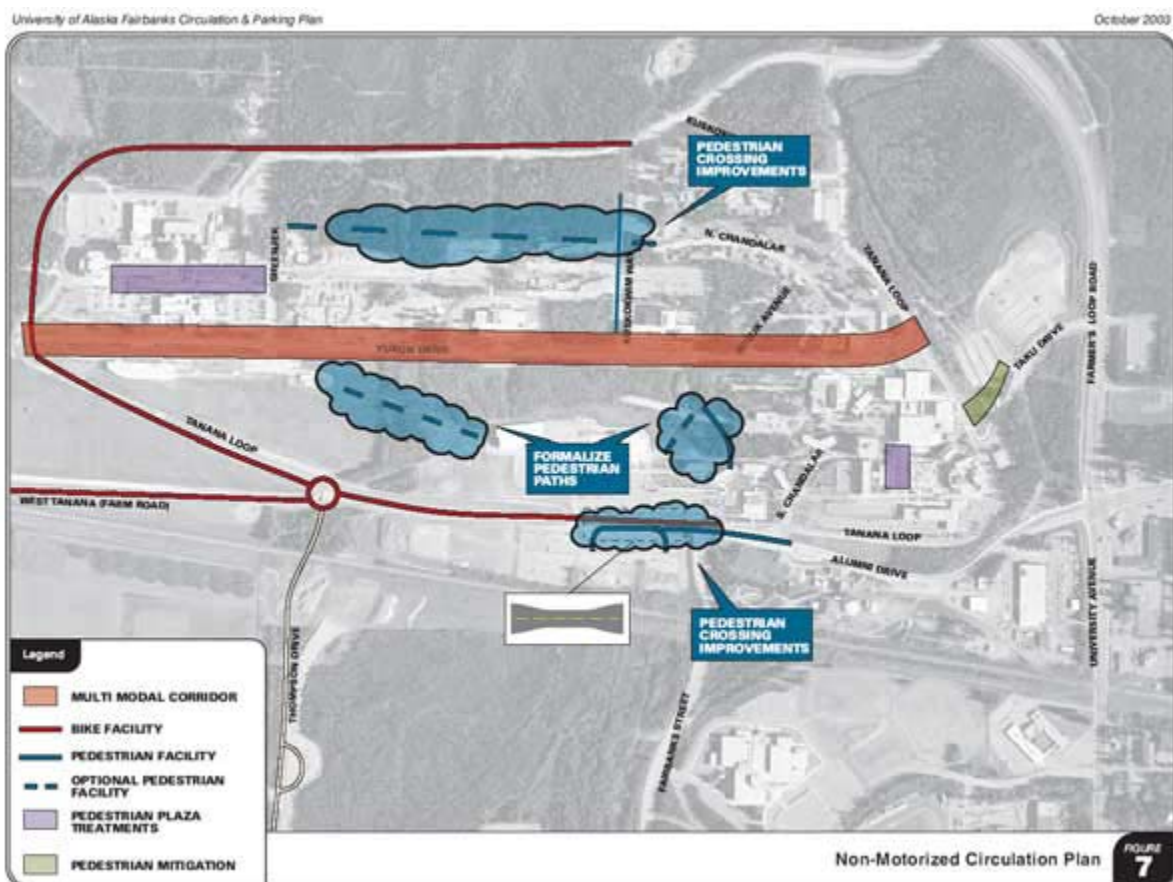 University of Alaska Fairbanks Circulation & Parking Plan
October 2003
PEDESTRIAN
CROSSING
IMPROVEMENTS
N. CHANDALAR
TANANA LOOP
FARMER'S LOOP ROAD
TAKU DRIVE
TANANA LOOP
FORMALIZE
PEDESTRIAN
PATHS
S. CHANDALAR
WEST TANANA (FARM ROAD)
TANANA LOOP
ALUMNI DRIVE
UNIVERSITY AVENUE
PEDESTRIAN
CROSSING
IMPROVEMENTS
THOMPSON DRIVE
FAIRBANKS STREET
Legend
MULTI MODAL CORRIDOR
BIKE FACILITY
PEDESTRIAN FACILITY
OPTIONAL PEDESTRIAN
FACILITY
PEDESTRIAN PLAZA
TREATMENTS
PEDESTRIAN MITIGATION
Non-Motorized Circulation Plan
FIGURE
7